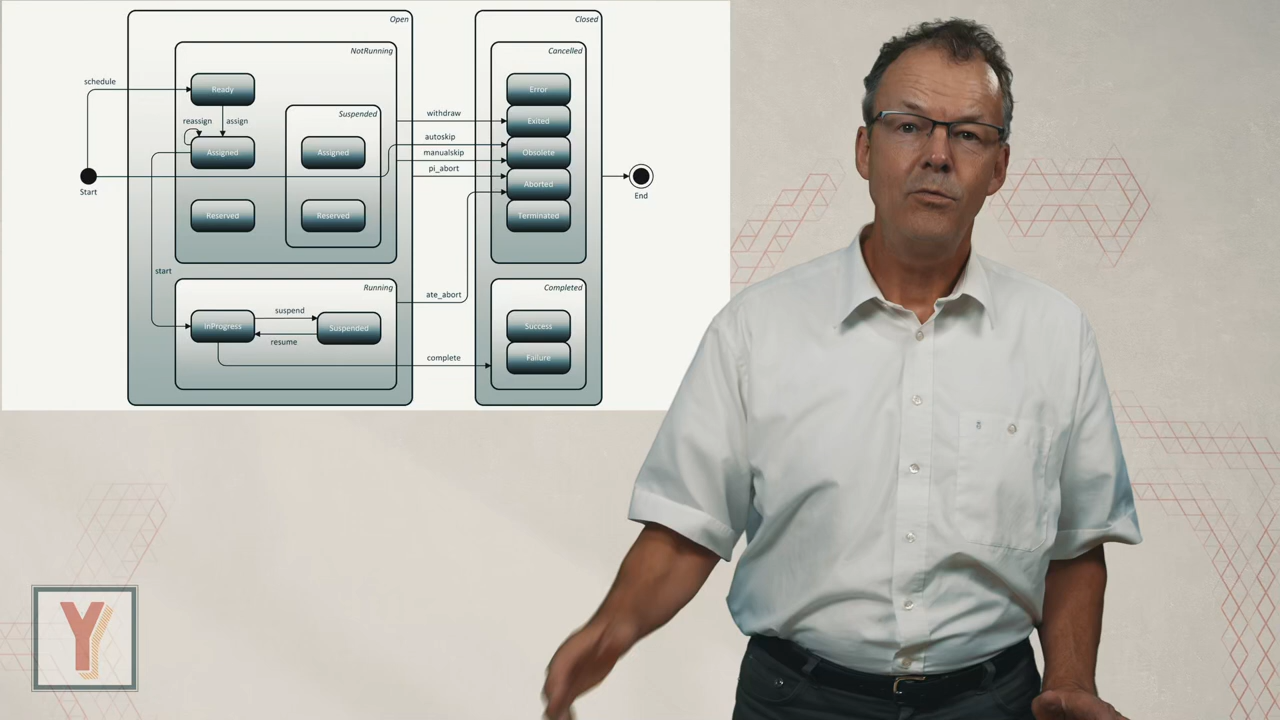 Open
Closed
NotRunning
Cancelled
schedule
Ready
Error
Suspended
withdraw
reassign
assign
Exited
autoskip
Assigned
Assigned
manualskip
Obsolete
pi_abort
Start
Aborted
End
Reserved
Reserved
Terminated
start
Running
ate_abort
Completed
suspend
InProgress
Suspended
Success
resume
complete
Failure
Y